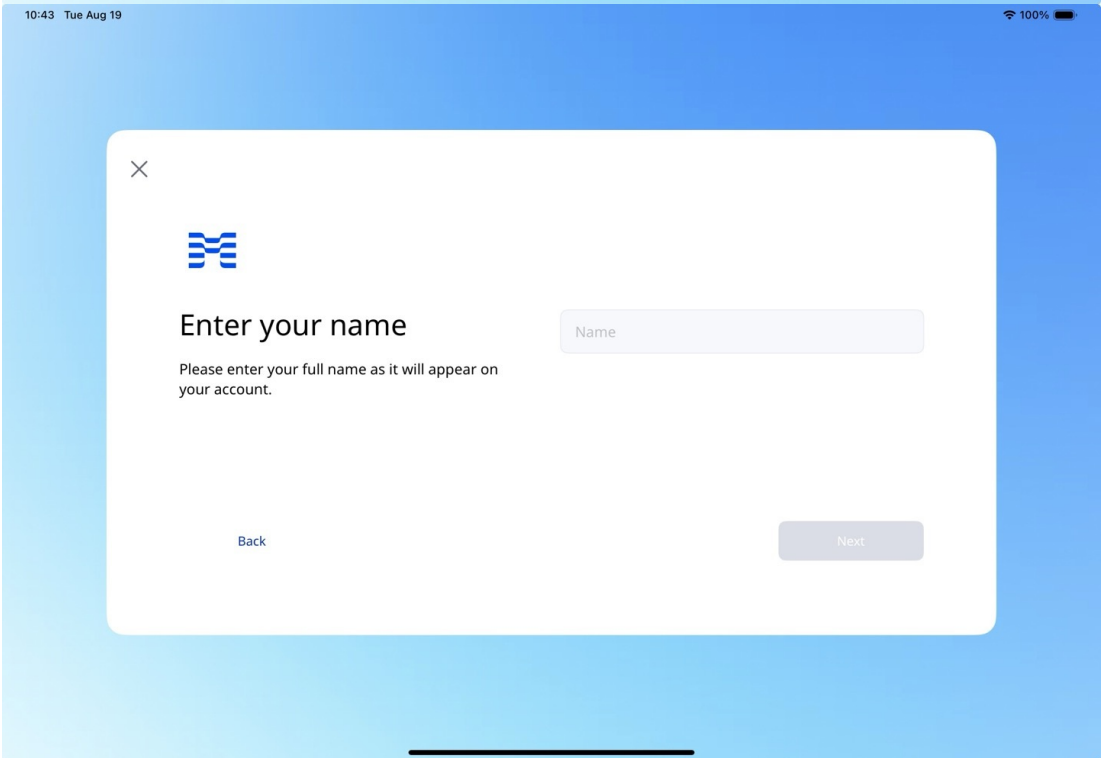 10:43 Tue Aug 19
100%
Enter your name
Name
Please enter your full name as it will appear on
your account.
Back
Next